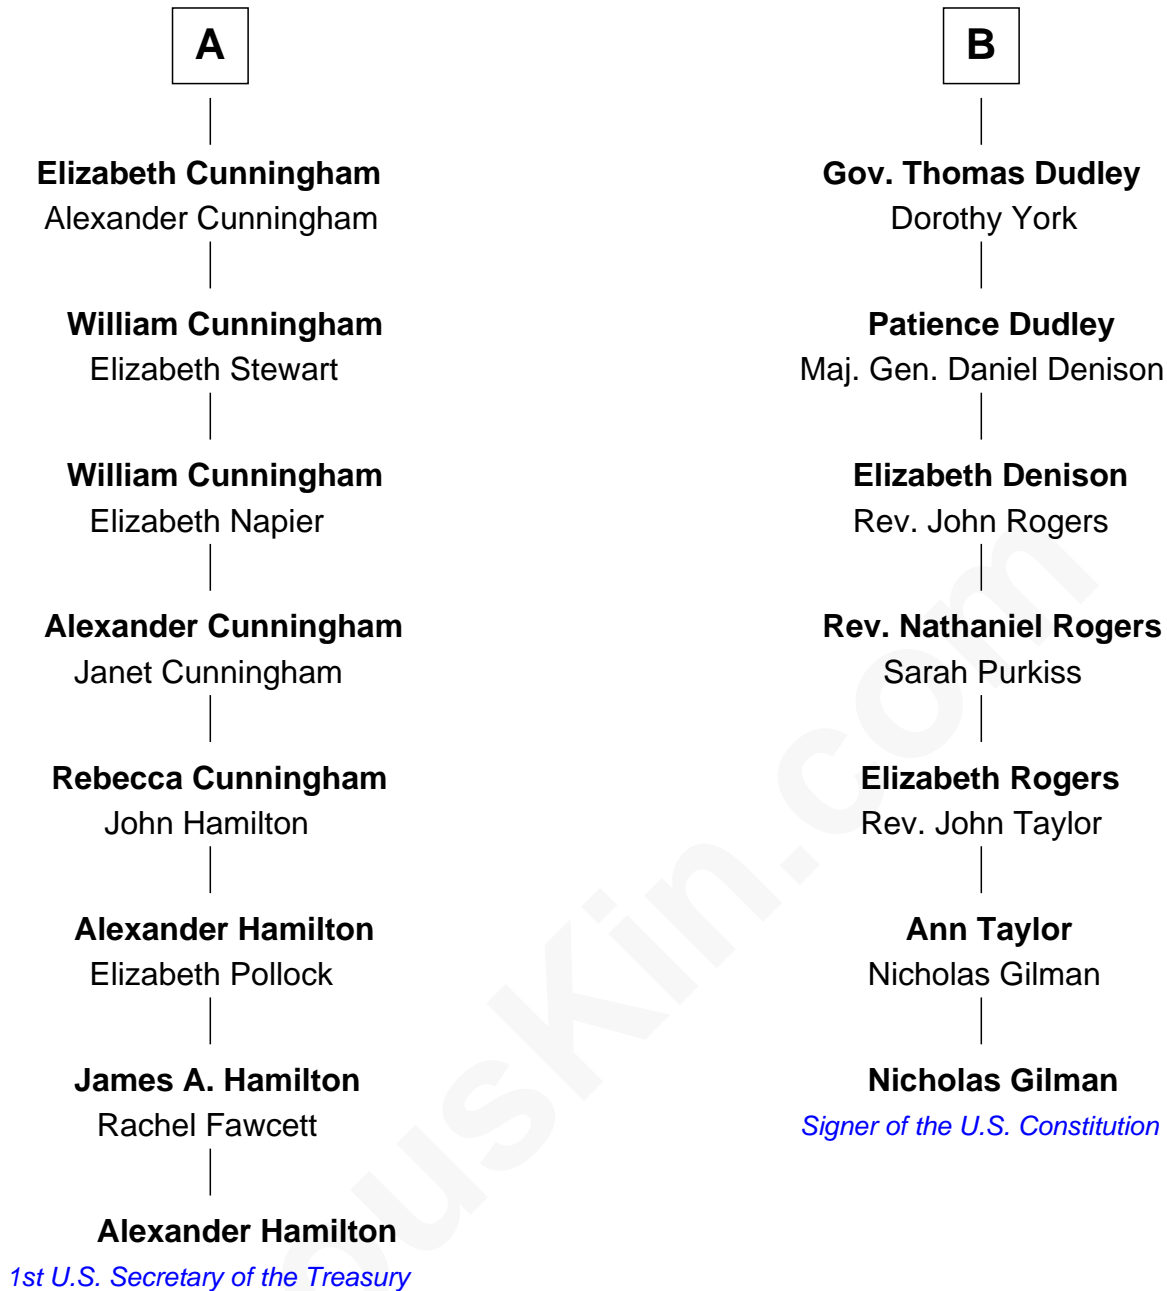 A
Elizabeth Cunningham
Alexander Cunningham
William Cunningham
Elizabeth Stewart
William Cunningham
Elizabeth Napier
Alexander Cunningham
Janet Cunningham
Rebecca Cunningham
John Hamilton
Alexander Hamilton
Elizabeth Pollock
James A. Hamilton
Rachel Fawcett
Alexander Hamilton
1st U.S. Secretary of the Treasury
B
Gov. Thomas Dudley
Dorothy York
Patience Dudley
Maj. Gen. Daniel Denison
Elizabeth Denison
Rev. John Rogers
Rev. Nathaniel Rogers
Sarah Purkiss
Elizabeth Rogers
Rev. John Taylor
Ann Taylor
Nicholas Gilman
Nicholas Gilman
Signer of the U.S. Constitution
ousKin.com